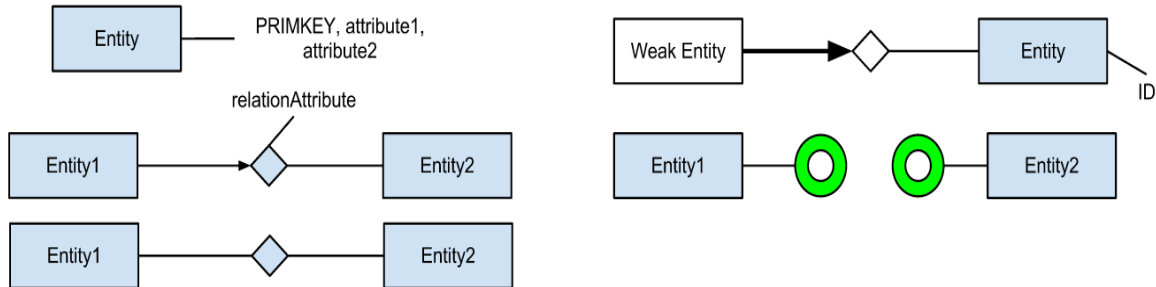 Entity
PRIMKEY, attribute1,
attribute2
relationAttribute
Entity1
Entity2
Entity1
Entity2
Weak Entity
Entity
ID
Entity1
Entity2